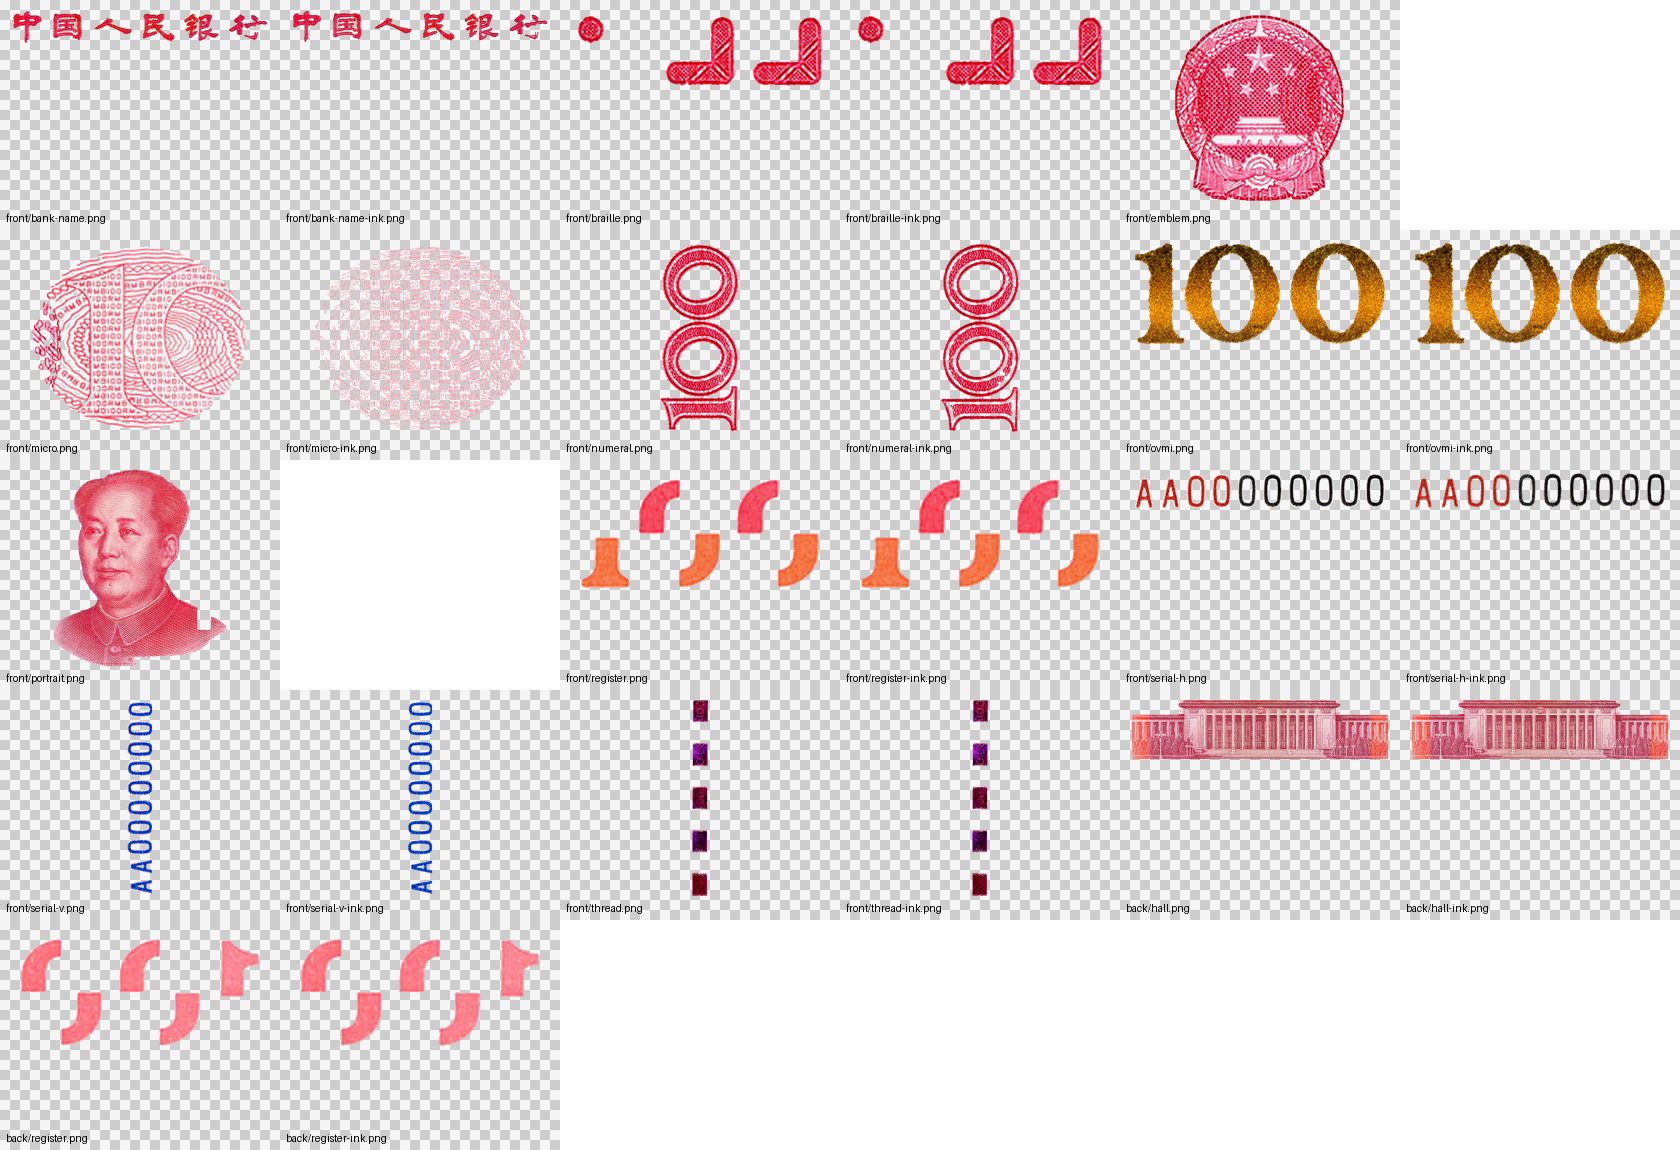 中国人民银行 中国人民银行
front/bank-name.png front/bank-name-ink.png front/braille.png front/braille-ink.png front/emblem.png
100 100 100 100
front/micro.png front/micro-ink.png front/numeral.png front/numeral-ink.png front/ovmi.png front/ovmi-ink.png
AA00000000 AA00000000
front/portrait.png front/register.png front/register-ink.png front/serial-h.png front/serial-h-ink.png
AA00000000 AA00000000
front/serial-v.png front/serial-v-ink.png front/thread.png front/thread-ink.png back/hall.png back/hall-ink.png
back/register.png back/register-ink.png